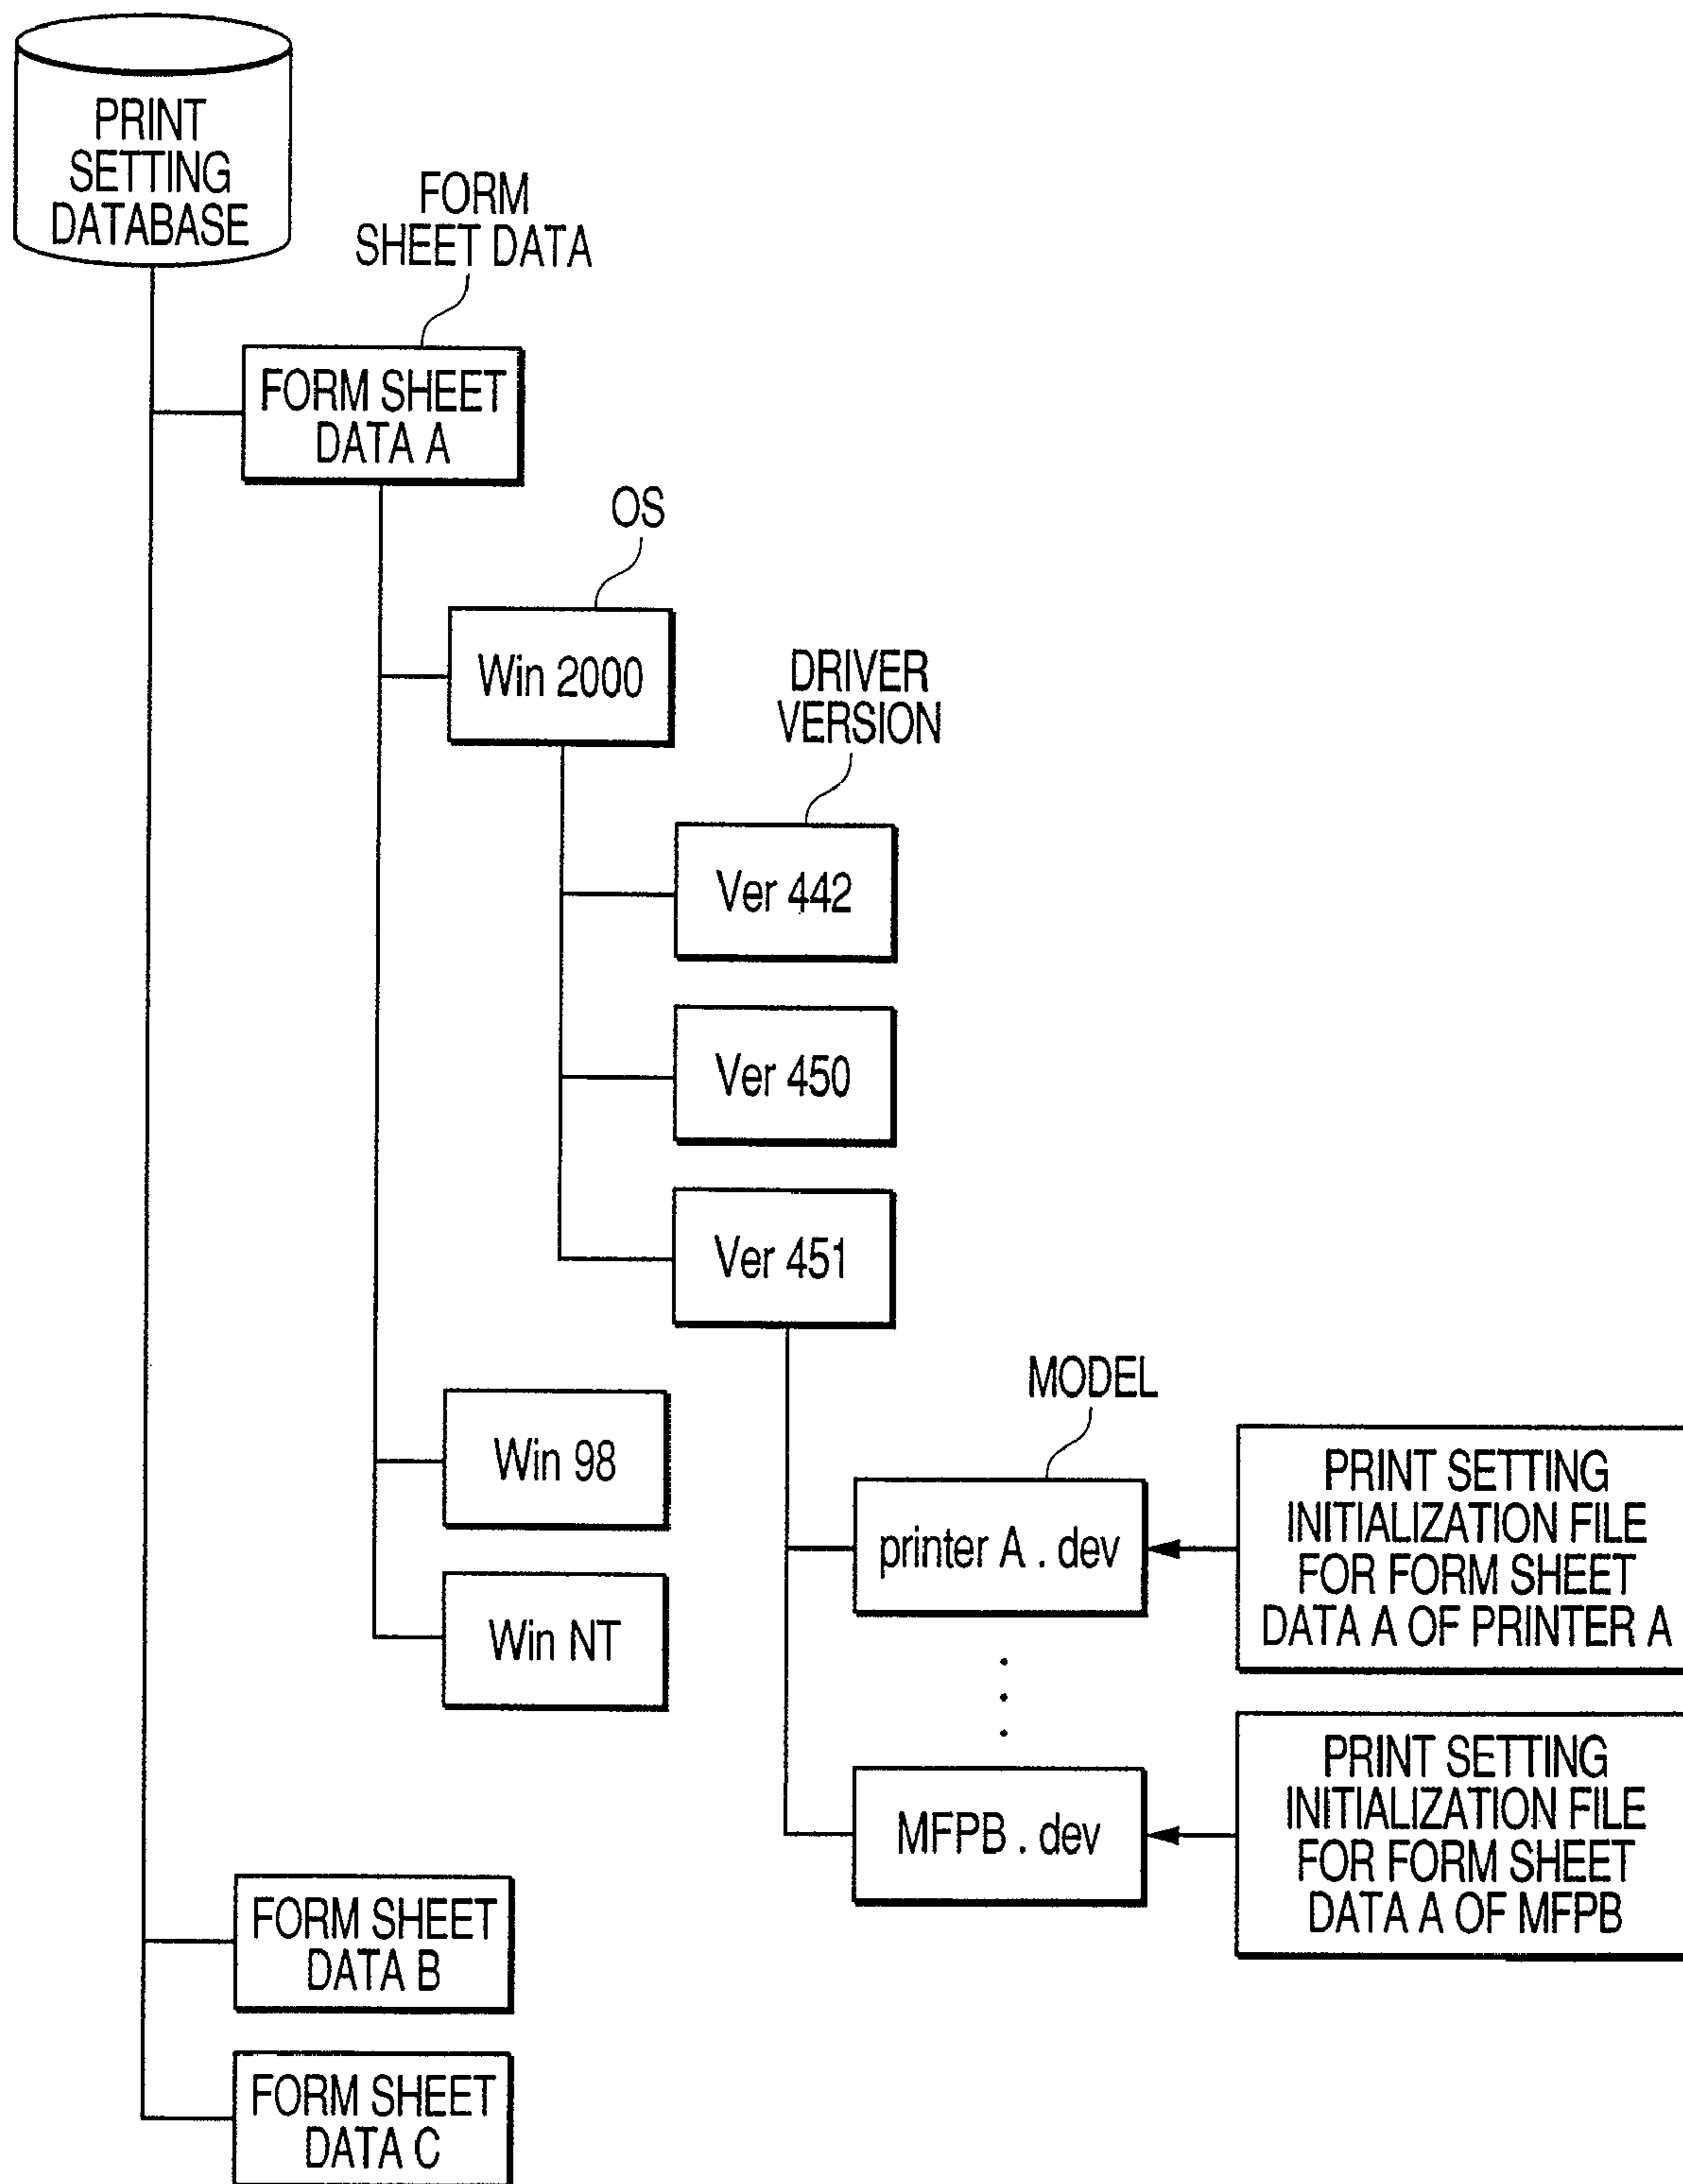 PRINT
SETTING
DATABASE
FORM
SHEET DATA
FORM SHEET
DATA A
OS
Win 2000
DRIVER
VERSION
Ver 442
Ver 450
Ver 451
MODEL
Win 98
printer A . dev
PRINT SETTING
INITIALIZATION FILE
FOR FORM SHEET
DATA A OF PRINTER A
Win NT
MFPB . dev
PRINT SETTING
INITIALIZATION FILE
FOR FORM SHEET
DATA A OF MFPB
FORM SHEET
DATA B
FORM SHEET
DATA C